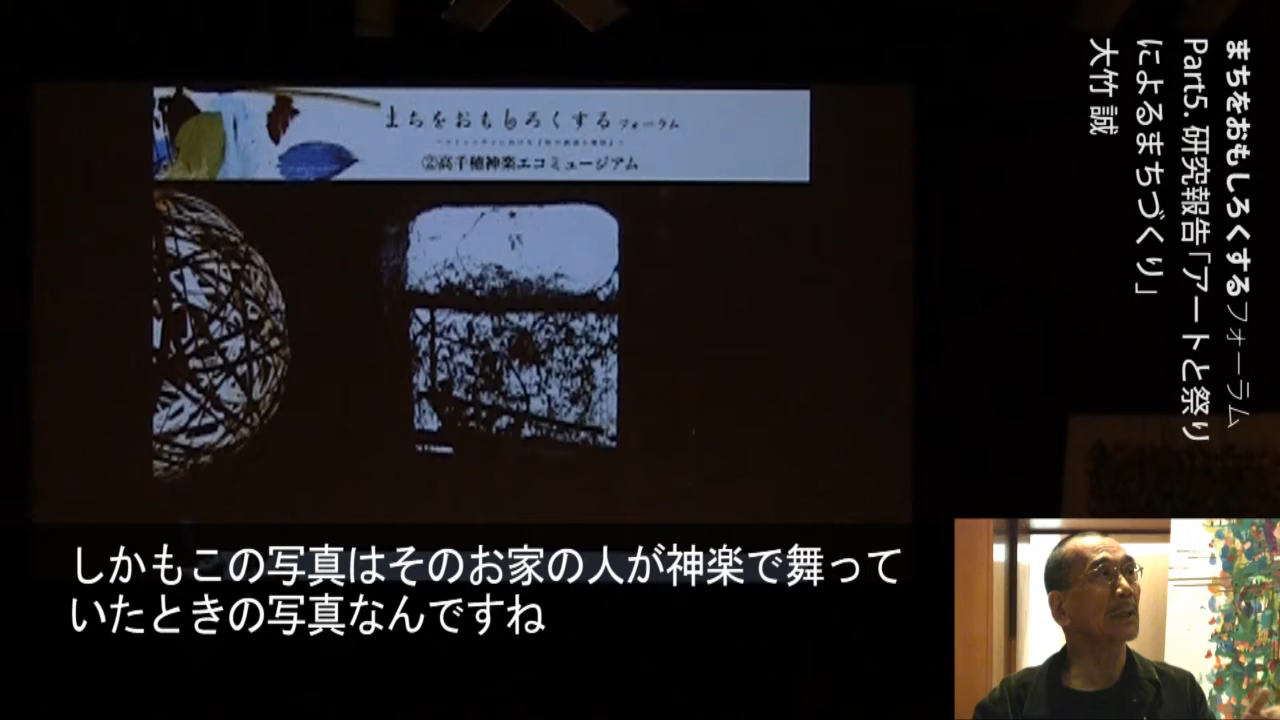 まちをおもしろくするフォーラム
Part5. 研究報告「アートと祭り
によるまちづくり」
大竹 誠
まちをおもしろくする フォーラム
②高千穂神楽エコミュージアム
しかもこの写真はそのお家の人が神楽で舞って
いたときの写真なんですね